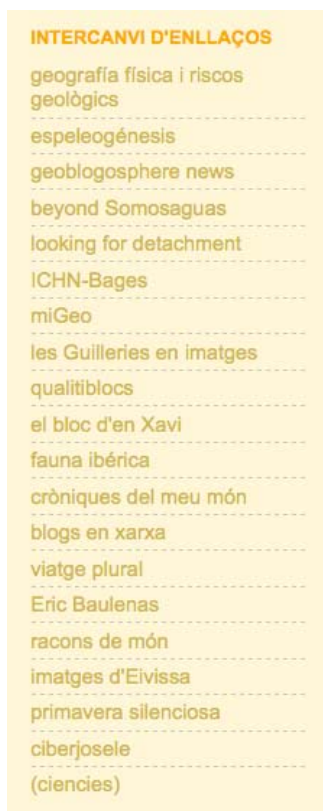 INTERCANVI D'ENLLAÇOS
geografía física i riscos
geològics
espeleogénesis
geoblogosphere news
beyond Somosaguas
looking for detachment
ICHN-Bages
miGeo
les Guilleries en imatges
qualitiblocs
el bloc d'en Xavi
fauna ibérica
cròniques del meu món
blogs en xarxa
viatge plural
Eric Baulenas
racons de món
imatges d'Eivissa
primavera silenciosa
ciberjosele
(ciencies)